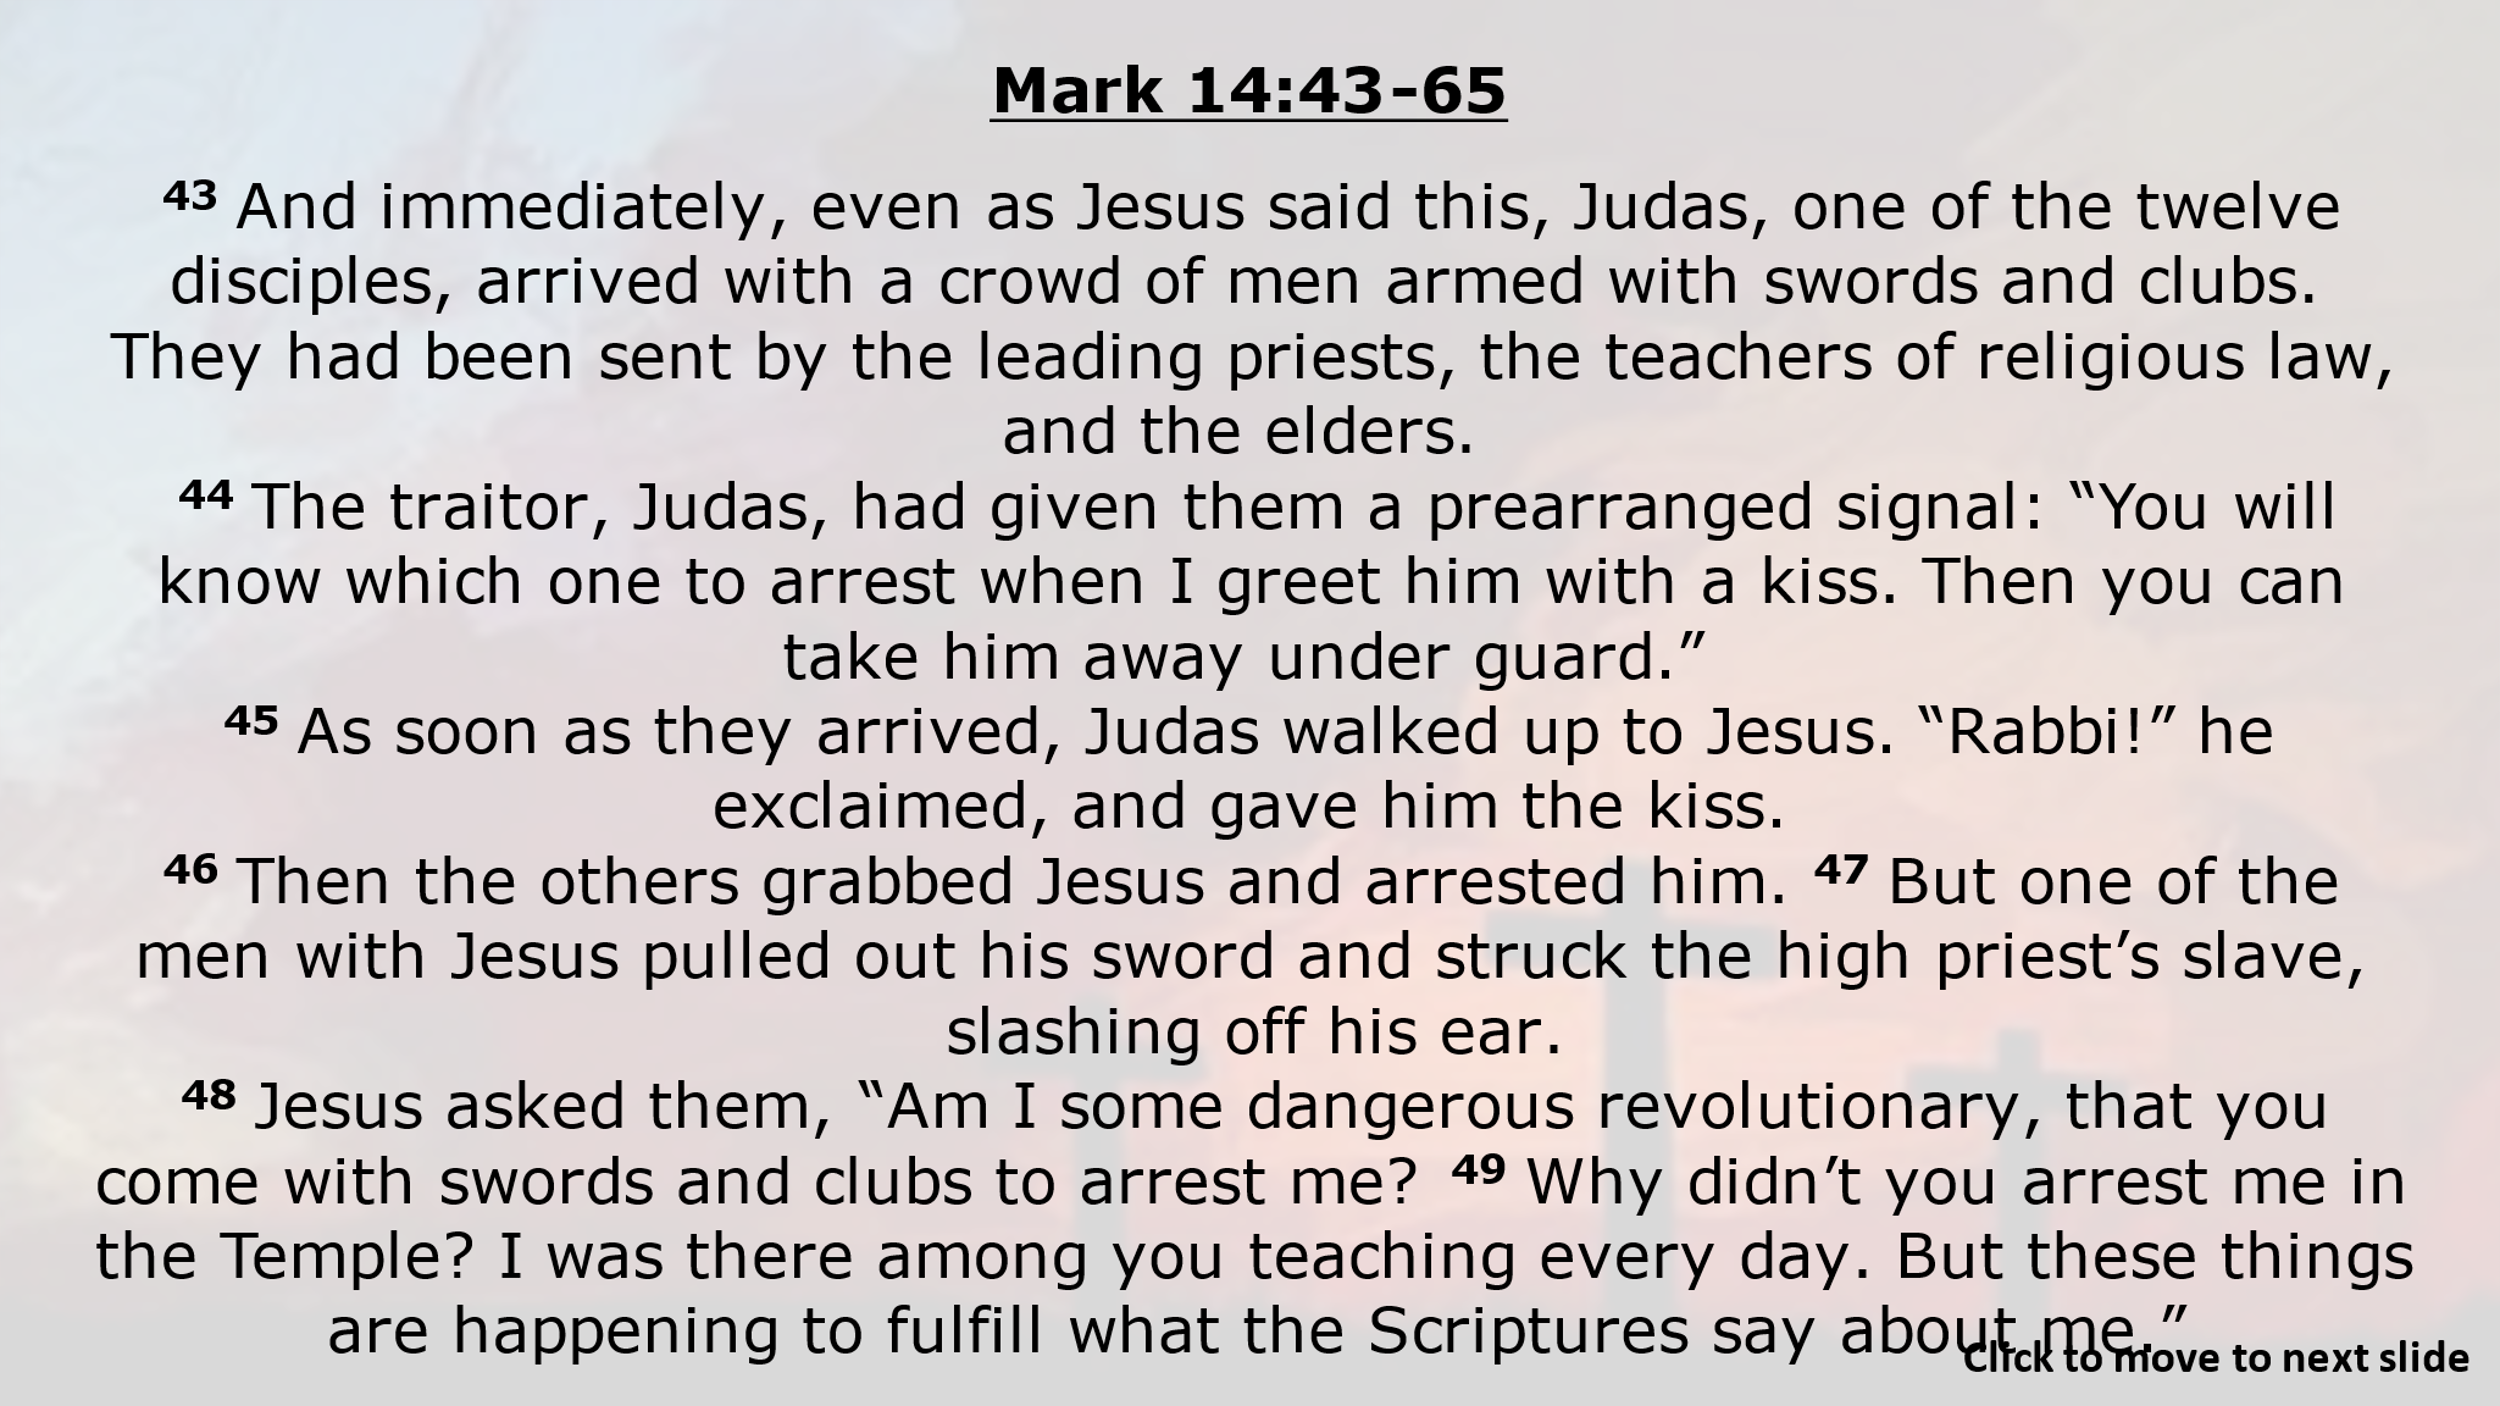 Mark 14:43-65
43 And immediately, even as Jesus said this, Judas, one of the twelve
disciples, arrived with a crowd of men armed with swords and clubs.
They had been sent by the leading priests, the teachers of religious law,
and the elders.
44 The traitor, Judas, had given them a prearranged signal: “You will
know which one to arrest when I greet him with a kiss. Then you can
take him away under guard.”
45 As soon as they arrived, Judas walked up to Jesus. “Rabbi!” he
exclaimed, and gave him the kiss.
46 Then the others grabbed Jesus and arrested him. 47 But one of the
men with Jesus pulled out his sword and struck the high priest’s slave,
slashing off his ear.
48 Jesus asked them, “Am I some dangerous revolutionary, that you
come with swords and clubs to arrest me? 49 Why didn’t you arrest me in
the Temple? I was there among you teaching every day. But these things
are happening to fulfill what the Scriptures say about me.”
Click to move to next slide